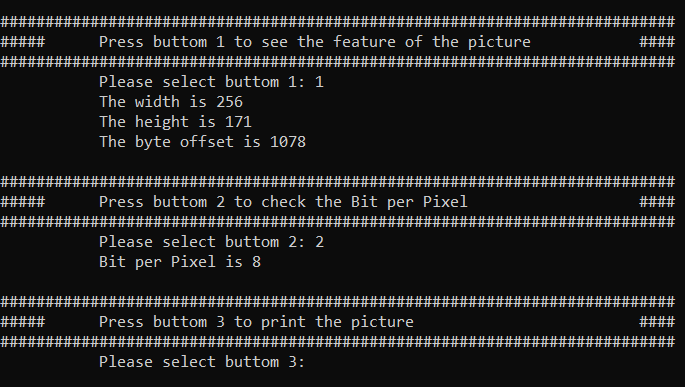 ###########################################################################
#####      Press buttom 1 to see the feature of the picture            ####
###########################################################################
           Please select buttom 1: 1
           The width is 256
           The height is 171
           The byte offset is 1078
###########################################################################
#####      Press buttom 2 to check the Bit per Pixel                   ####
###########################################################################
           Please select buttom 2: 2
           Bit per Pixel is 8
###########################################################################
#####      Press buttom 3 to print the picture                         ####
###########################################################################
           Please select buttom 3: